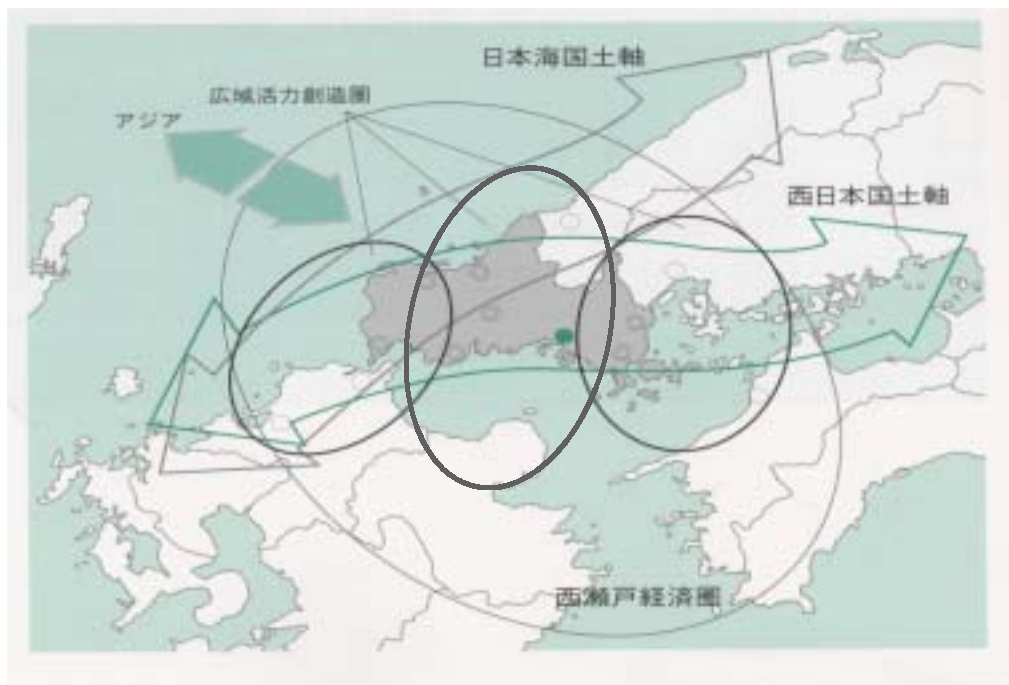 日本海国土軸
広域活力創造圏
アジア
西日本国土軸
西瀬戸経済圏